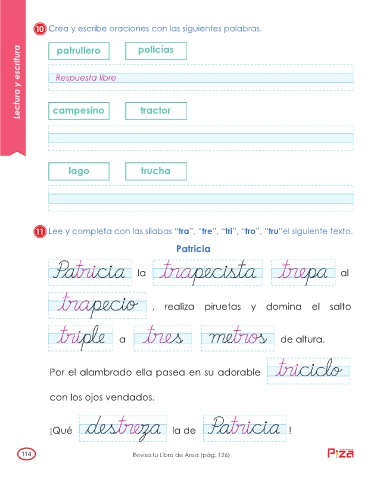 Lectura y escritura
10 Crea y escribe oraciones con las siguientes palabras.
patrullero policías
Respuesta libre
campesino tractor
lago trucha
11 Lee y completa con las sílabas “tra”, “tre”, “tri”, “tro”, “tru”el siguiente texto.
Patricia
Patricia la trapecista trepa al
trapecio , realiza piruetas y domina el salto
triple a tres metros de altura.
Por el alambrado ella pasea en su adorable triciclo
con los ojos vendados.
¡Qué destreza la de Patricia !
114 Revisa tu Libro de Área (pág. 126) Pizza